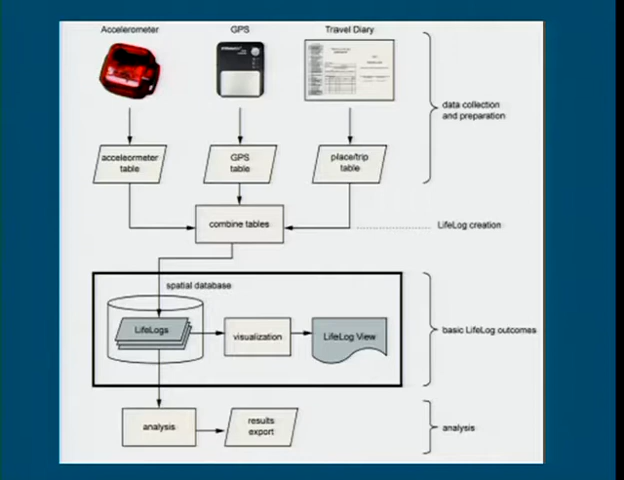 Accelerometer
GPS
Travel Diary
data collection
and preparation
acceleormeter
table
GPS
table
place/trip
table
combine tables
LifeLog creation
spatial database
LifeLogs
visualization
LifeLog View
basic LifeLog outcomes
analysis
results
export
analysis